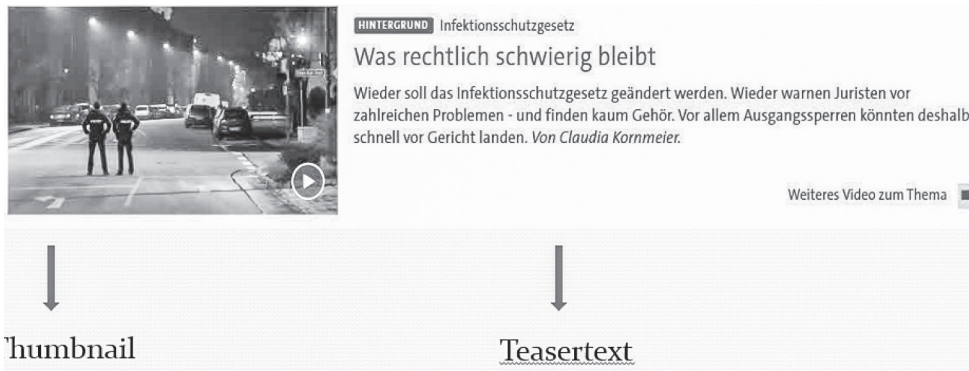 HINTERGRUND Infektionsschutzgesetz
Was rechtlich schwierig bleibt
Wieder soll das Infektionsschutzgesetz geändert werden. Wieder warnen Juristen vor
zahlreichen Problemen - und finden kaum Gehör. Vor allem Ausgangssperren könnten deshalb
schnell vor Gericht landen. Von Claudia Kornmeier.
Weiteres Video zum Thema
Thumbnail
Teasertext